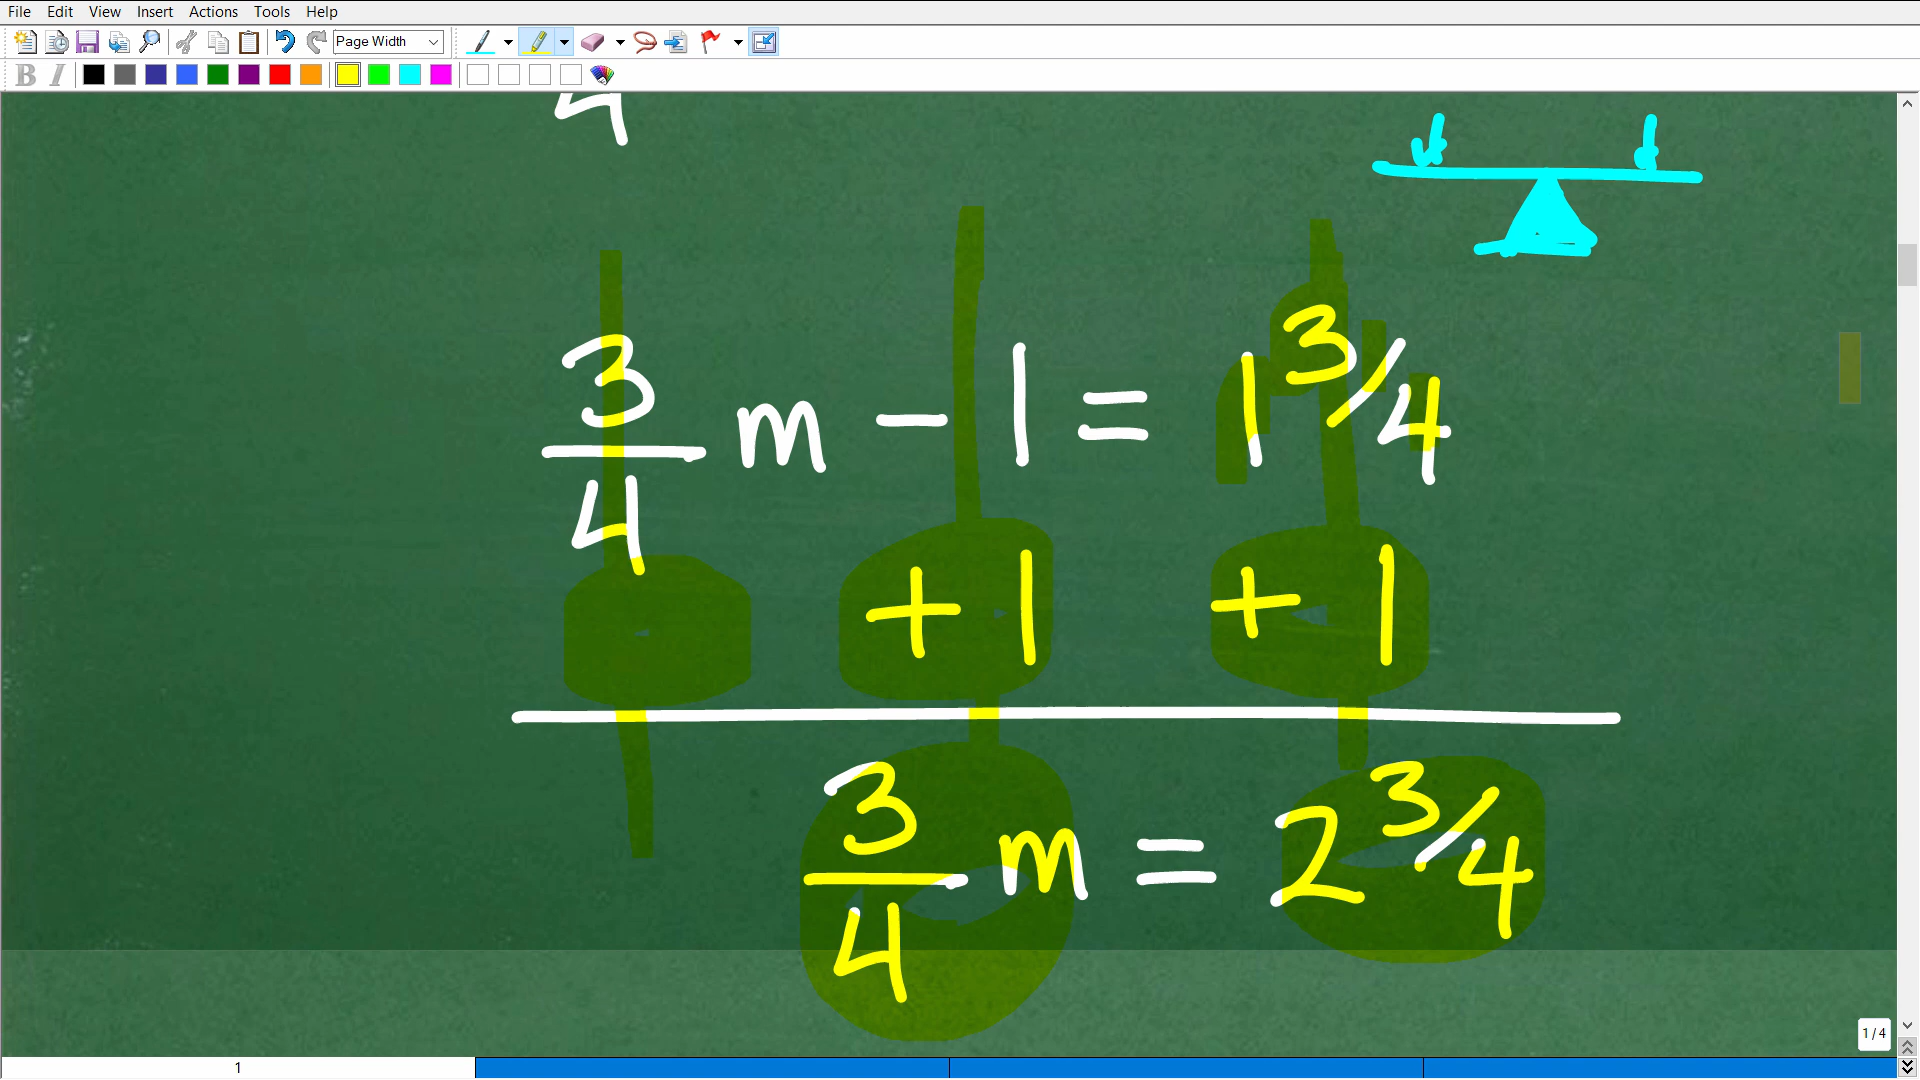 File Edit View Insert Actions Tools Help
Page Width
B I
4
3/4 m - 1 = 1 3/4
+ 1 + 1
3/4 m = 2 3/4
1 / 4
1